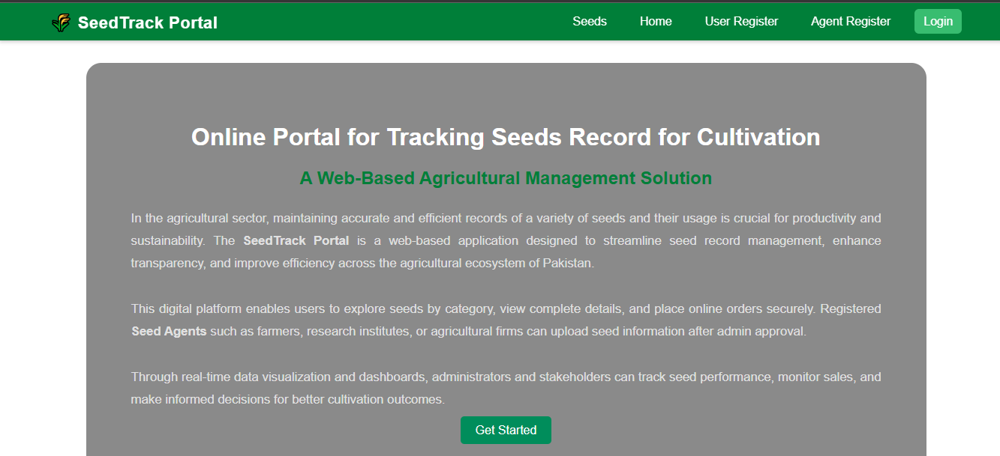 SeedTrack Portal
Seeds
Home
User Register
Agent Register
Login
Online Portal for Tracking Seeds Record for Cultivation
A Web-Based Agricultural Management Solution
In the agricultural sector, maintaining accurate and efficient records of a variety of seeds and their usage is crucial for productivity and
sustainability. The SeedTrack Portal is a web-based application designed to streamline seed record management, enhance
transparency, and improve efficiency across the agricultural ecosystem of Pakistan.
This digital platform enables users to explore seeds by category, view complete details, and place online orders securely. Registered
Seed Agents such as farmers, research institutes, or agricultural firms can upload seed information after admin approval.
Through real-time data visualization and dashboards, administrators and stakeholders can track seed performance, monitor sales, and
make informed decisions for better cultivation outcomes.
Get Started